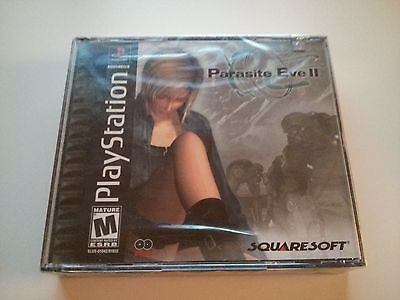 Parasite Eve II
PlayStation
MATURE
M
ESRB
SQUARESOFT